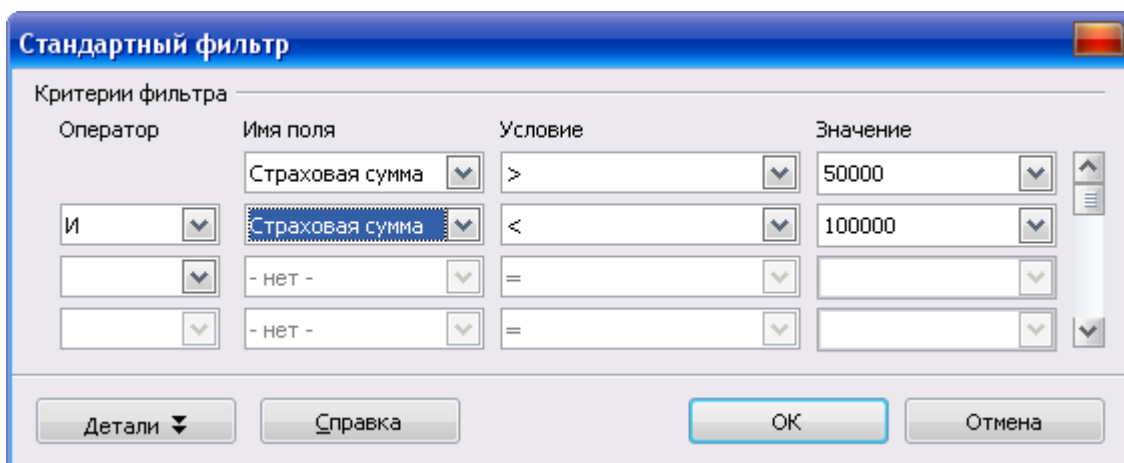 Стандартный фильтр
Критерии фильтра
Оператор Имя поля Условие Значение
Страховая сумма > 50000
И Страховая сумма < 100000
- нет - =
- нет - =
Детали Справка ОК Отмена